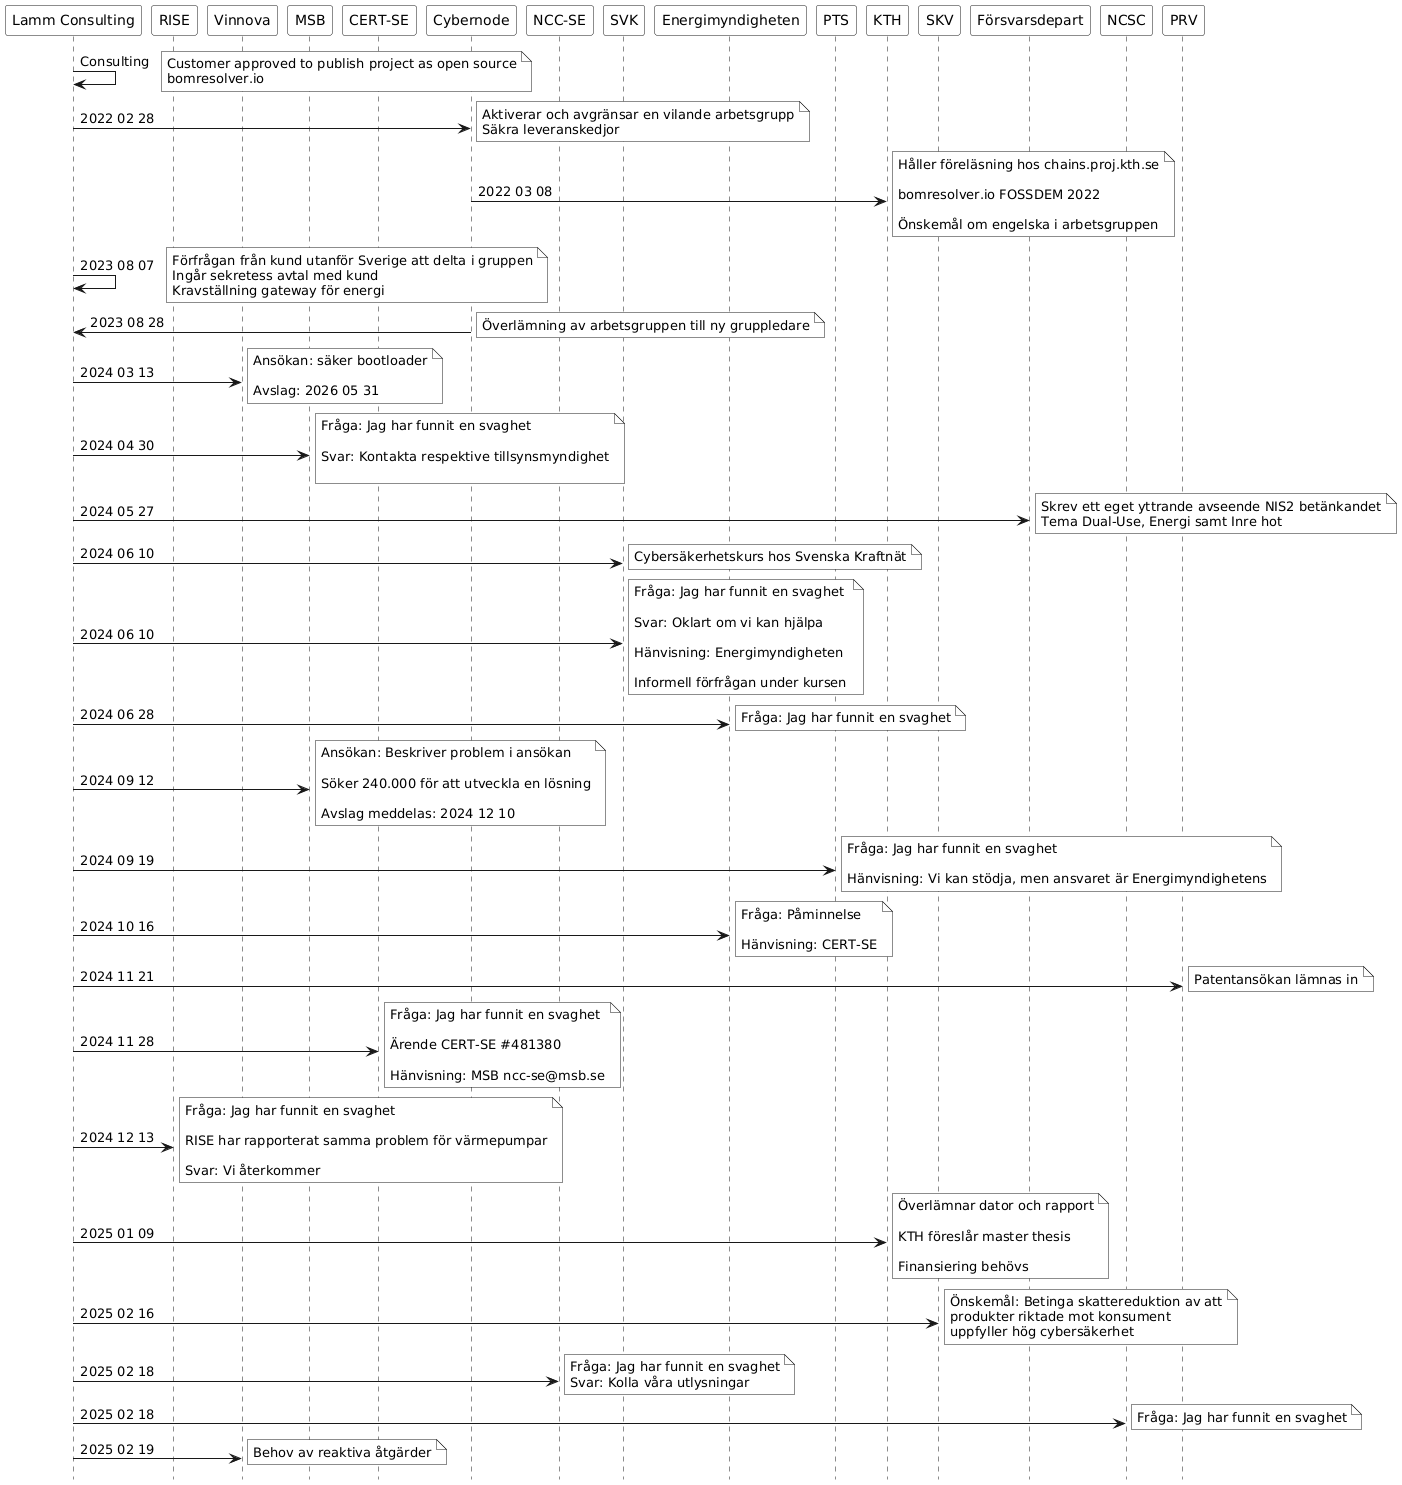 Lamm Consulting
RISE
Vinnova
MSB
CERT-SE
Cybernode
NCC-SE
SVK
Energimyndigheten
PTS
KTH
SKV
Försvarsdepart
NCSC
PRV
Consulting
Customer approved to publish project as open source
bomresolver.io
2022 02 28
Aktiverar och avgränsar en vilande arbetsgrupp
Säkra leveranskedjor
2022 03 08
Håller föreläsning hos chains.proj.kth.se
bomresolver.io FOSSDEM 2022
Önskemål om engelska i arbetsgruppen
2023 08 07
Förfrågan från kund utanför Sverige att delta i gruppen
Ingår sekretess avtal med kund
Kravställning gateway för energi
2023 08 28
Överlämning av arbetsgruppen till ny gruppledare
2024 03 13
Ansökan: säker bootloader
Avslag: 2026 05 31
2024 04 30
Fråga: Jag har funnit en svaghet
Svar: Kontakta respektive tillsynsmyndighet
2024 05 27
Skrev ett eget yttrande avseende NIS2 betänkandet
Tema Dual-Use, Energi samt Inre hot
2024 06 10
Cybersäkerhetskurs hos Svenska Kraftnät
2024 06 10
Fråga: Jag har funnit en svaghet
Svar: Oklart om vi kan hjälpa
Hänvisning: Energimyndigheten
Informell förfrågan under kursen
2024 06 28
Fråga: Jag har funnit en svaghet
2024 09 12
Ansökan: Beskriver problem i ansökan
Söker 240.000 för att utveckla en lösning
Avslag meddelas: 2024 12 10
2024 09 19
Fråga: Jag har funnit en svaghet
Hänvisning: Vi kan stödja, men ansvaret är Energimyndighetens
2024 10 16
Fråga: Påminnelse
Hänvisning: CERT-SE
2024 11 21
Patentansökan lämnas in
2024 11 28
Fråga: Jag har funnit en svaghet
Ärende CERT-SE #481380
Hänvisning: MSB ncc-se@msb.se
2024 12 13
Fråga: Jag har funnit en svaghet
RISE har rapporterat samma problem för värmepumpar
Svar: Vi återkommer
2025 01 09
Överlämnar dator och rapport
KTH föreslår master thesis
Finansiering behövs
2025 02 16
Önskemål: Betinga skattereduktion av att
produkter riktade mot konsument
uppfyller hög cybersäkerhet
2025 02 18
Fråga: Jag har funnit en svaghet
Svar: Kolla våra utlysningar
2025 02 18
Fråga: Jag har funnit en svaghet
2025 02 19
Behov av reaktiva åtgärder